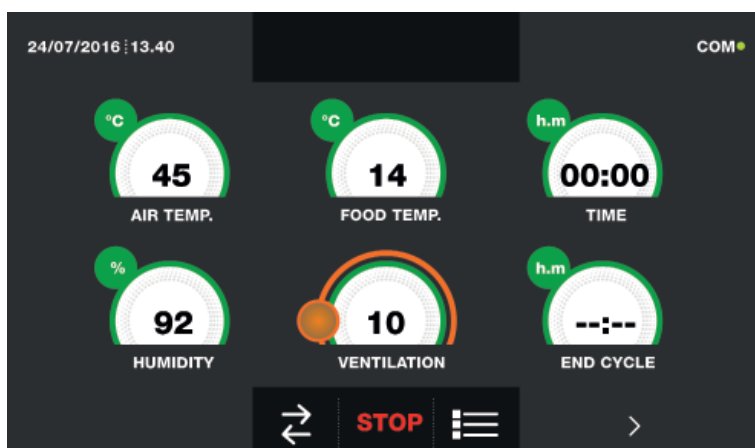 24/07/2016 13.40
COM
°C
°C
h.m
45
14
00:00
AIR TEMP.
FOOD TEMP.
TIME
%
h.m
92
10
--:--
HUMIDITY
VENTILATION
END CYCLE
STOP